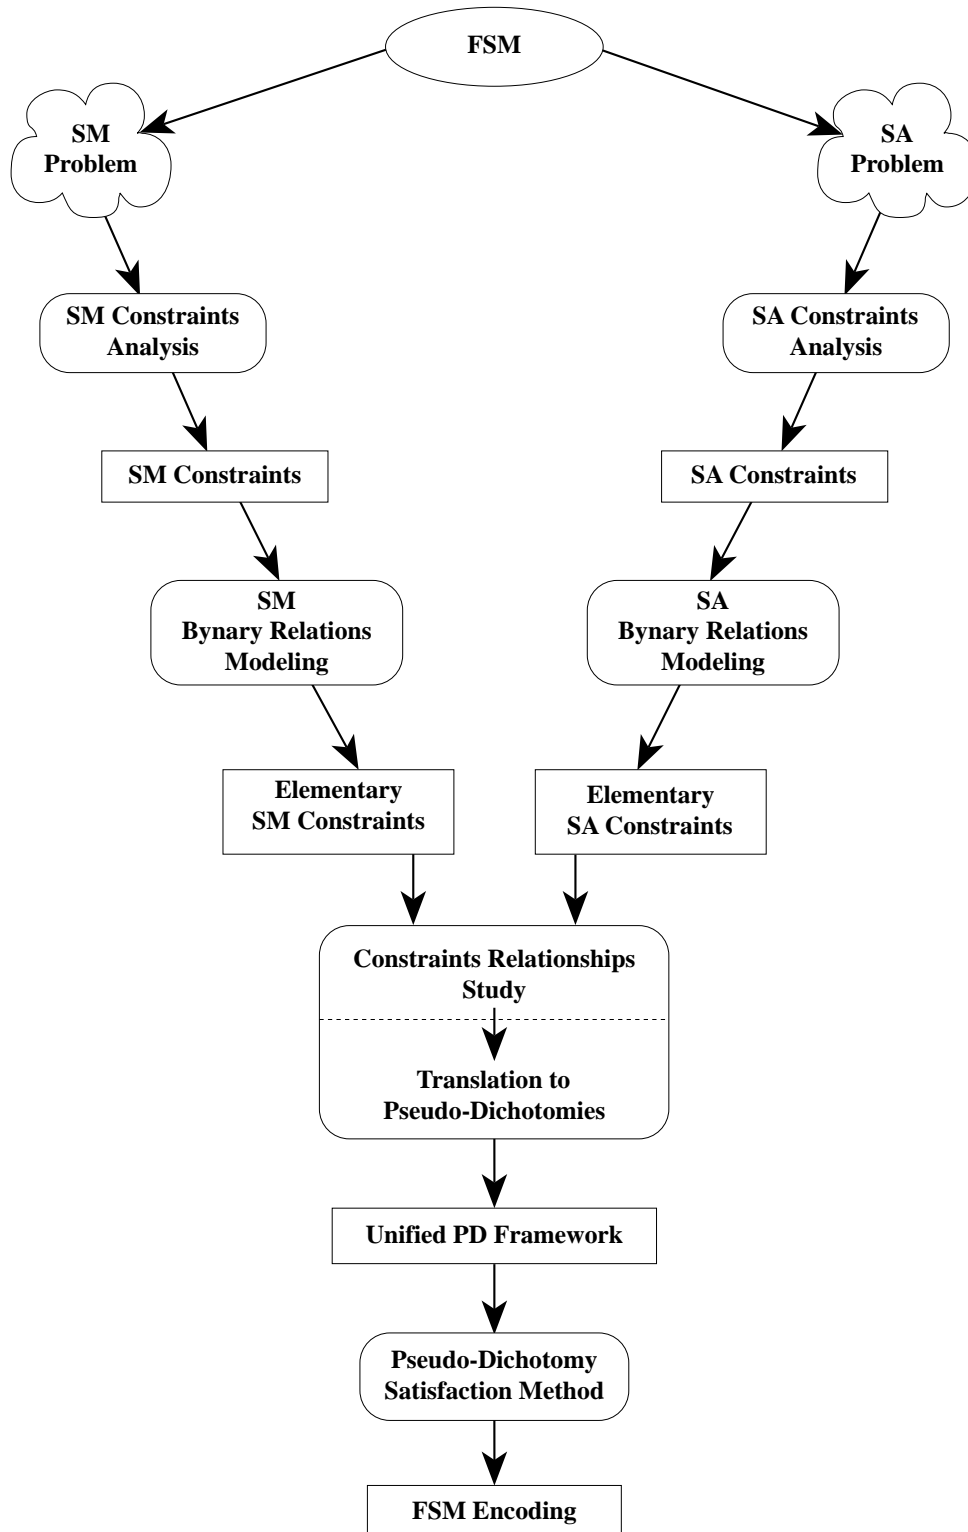 FSM
SM
Problem
SA
Problem
SM Constraints
Analysis
SA Constraints
Analysis
SM Constraints
SA Constraints
SM
Bynary Relations
Modeling
SA
Bynary Relations
Modeling
Elementary
SM Constraints
Elementary
SA Constraints
Constraints Relationships
Study
Translation to
Pseudo-Dichotomies
Unified PD Framework
Pseudo-Dichotomy
Satisfaction Method
FSM Encoding